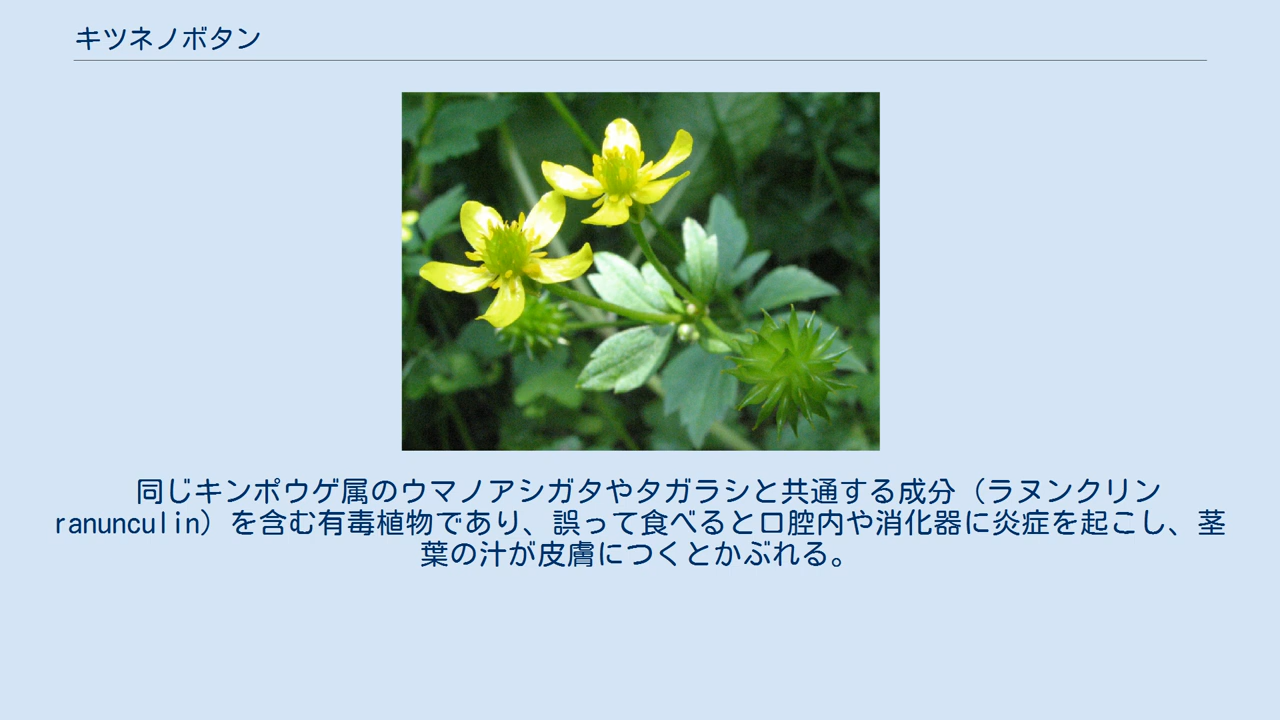 キツネノボタン
同じキンポウゲ属のウマノアシガタやタガラシと共通する成分（ラヌンクリン
ranunculin）を含む有毒植物であり、誤って食べると口腔内や消化器に炎症を起こし、茎
葉の汁が皮膚につくとかぶれる。